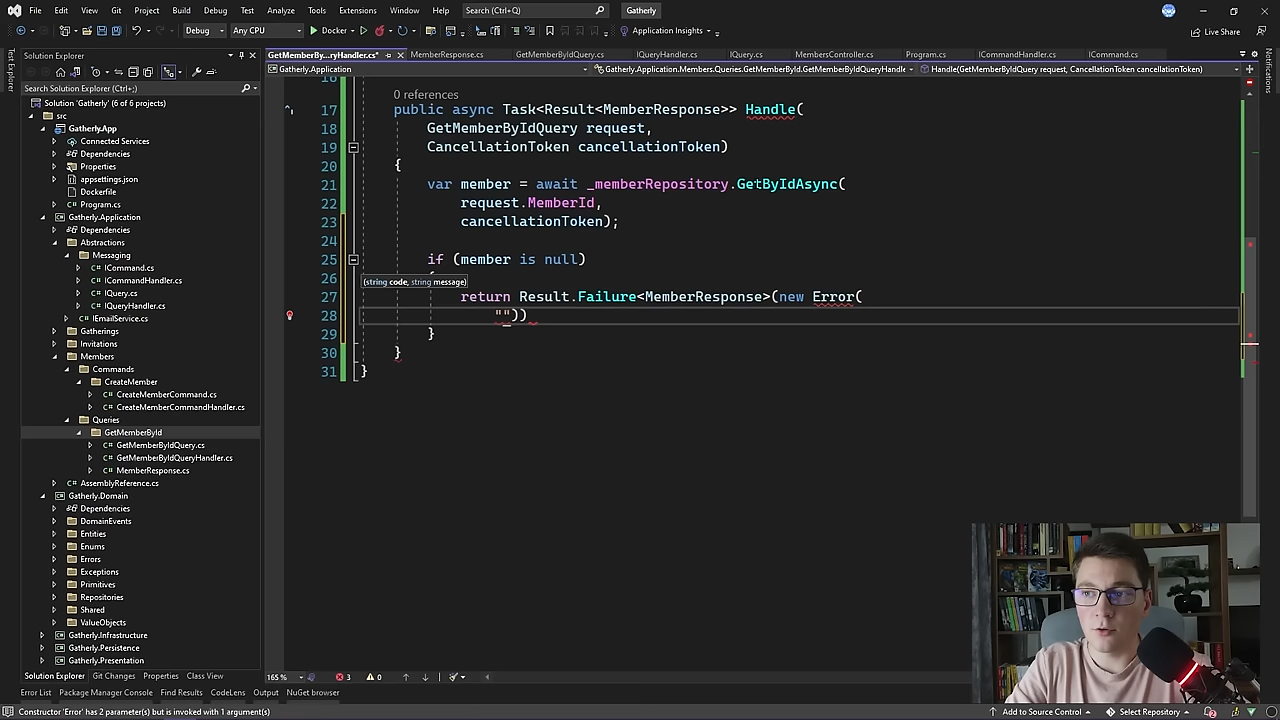 File Edit View Git Project Build Debug Test Analyze Tools Extensions Window Help Search (Ctrl+Q) Gatherly
Debug Any CPU Docker Application Insights Live Share
Test Explorer
Solution Explorer
Search Solution Explorer (Ctrl+;)
Solution 'Gatherly' (6 of 6 projects)
src
Gatherly.App
Connected Services
Dependencies
Properties
appsettings.json
Dockerfile
Program.cs
Gatherly.Application
Dependencies
Abstractions
Messaging
ICommand.cs
ICommandHandler.cs
IQuery.cs
IQueryHandler.cs
IEmailService.cs
Gatherings
Invitations
Members
Commands
CreateMember
CreateMemberCommand.cs
CreateMemberCommandHandler.cs
Queries
GetMemberById
GetMemberByIdQuery.cs
GetMemberByIdQueryHandler.cs
MemberResponse.cs
AssemblyReference.cs
Gatherly.Domain
Dependencies
DomainEvents
Entities
Enums
Errors
Exceptions
Primitives
Repositories
Shared
ValueObjects
Gatherly.Infrastructure
Gatherly.Persistence
Gatherly.Presentation
Solution Explorer Git Changes Properties Class View
GetMemberBy...ryHandler.cs* MemberResponse.cs GetMemberByIdQuery.cs IQueryHandler.cs IQuery.cs MembersController.cs Program.cs ICommandHandler.cs ICommand.cs
Gatherly.Application Gatherly.Application.Members.Queries.GetMemberById.GetMemberByIdQueryHandle Handle(GetMemberByIdQuery request, CancellationToken cancellationToken)
Notifications
16
0 references
17 public async Task<Result<MemberResponse>> Handle(
18 GetMemberByIdQuery request,
19 CancellationToken cancellationToken)
20 {
21 var member = await _memberRepository.GetByIdAsync(
22 request.MemberId,
23 cancellationToken);
24
25 if (member is null)
26
(string code, string message)
27 return Result.Failure<MemberResponse>(new Error(
28 ""))
29 }
30 }
31 }
165 % 3 0
Error List Package Manager Console Find Results CodeLens Output NuGet browser
Constructor 'Error' has 2 parameter(s) but is invoked with 1 argument(s) Add to Source Control Select Repository 2